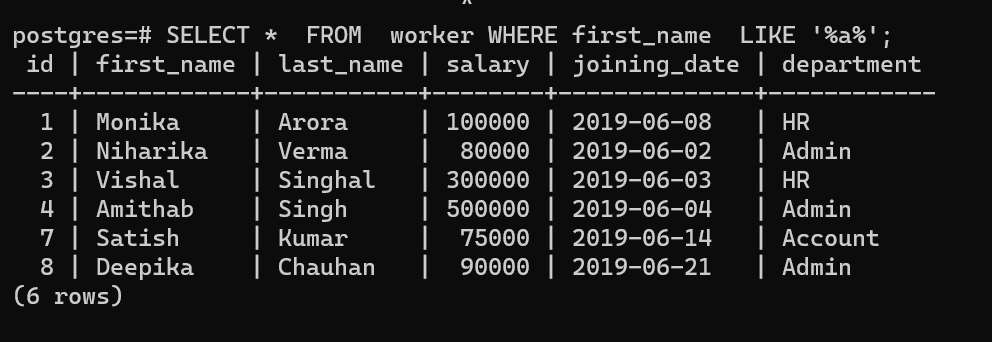 postgres=# SELECT *  FROM  worker WHERE first_name  LIKE '%a%';
 id | first_name | last_name | salary | joining_date | department
----+------------+-----------+--------+--------------+------------
  1 | Monika     | Arora     | 100000 | 2019-06-08   | HR
  2 | Niharika   | Verma     |  80000 | 2019-06-02   | Admin
  3 | Vishal     | Singhal   | 300000 | 2019-06-03   | HR
  4 | Amithab    | Singh     | 500000 | 2019-06-04   | Admin
  7 | Satish     | Kumar     |  75000 | 2019-06-14   | Account
  8 | Deepika    | Chauhan   |  90000 | 2019-06-21   | Admin
(6 rows)